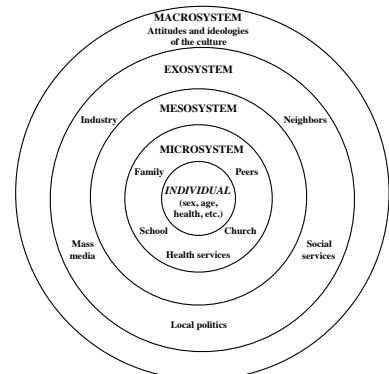 MACROSYSTEM
Attitudes and ideologies
of the culture
EXOSYSTEM
MESOSYSTEM
Industry
Neighbors
MICROSYSTEM
Family
Peers
INDIVIDUAL
(sex, age,
health, etc.)
School
Church
Health services
Mass
media
Social
services
Local politics